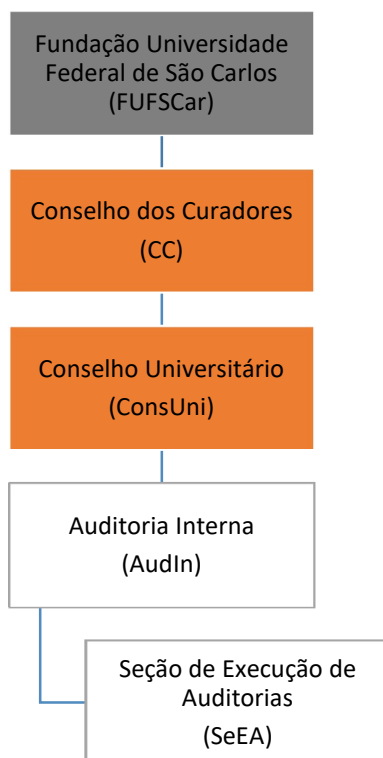 Fundação Universidade
Federal de São Carlos
(FUFSCar)
Conselho dos Curadores
(CC)
Conselho Universitário
(ConsUni)
Auditoria Interna
(AudIn)
Seção de Execução de
Auditorias
(SeEA)